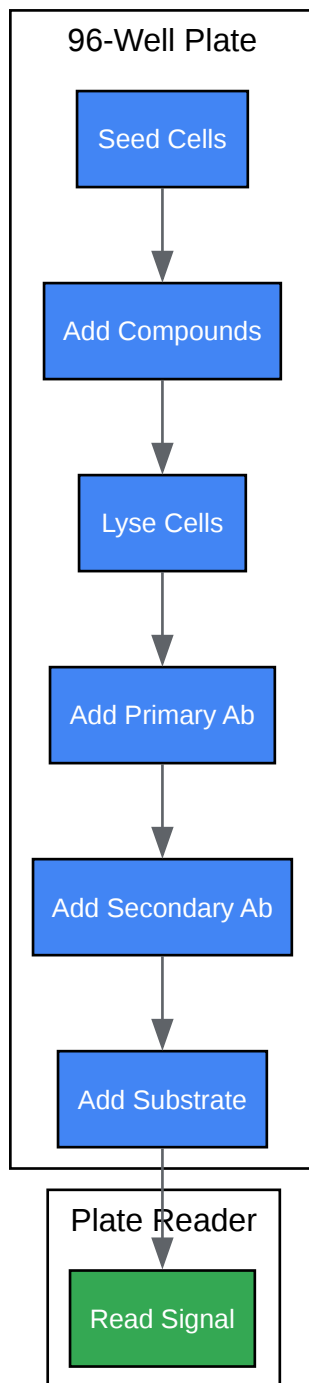 96-Well Plate
Seed Cells
Add Compounds
Lyse Cells
Add Primary Ab
Add Secondary Ab
Add Substrate
Plate Reader
Read Signal